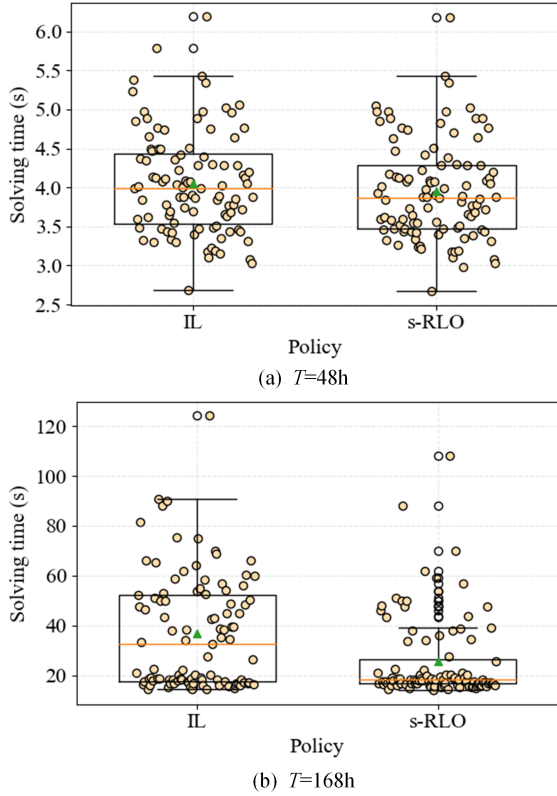 6.0
5.5
5.0
4.5
4.0
3.5
3.0
2.5
Solving time (s)
IL s-RLO
Policy
(a) T=48h
120
100
80
60
40
20
Solving time (s)
IL s-RLO
Policy
(b) T=168h